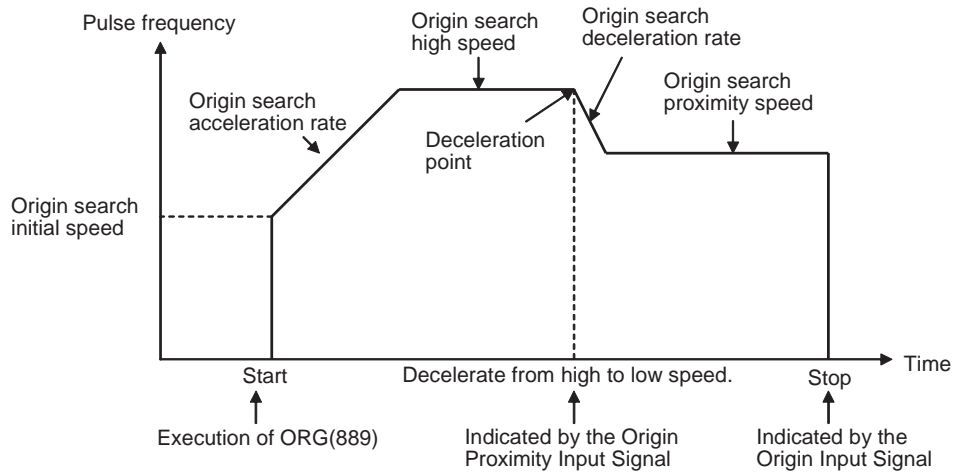 Pulse frequency
Origin search
high speed
Origin search
deceleration rate
Origin search
acceleration rate
Deceleration
point
Origin search
proximity speed
Origin search
initial speed
Start
Decelerate from high to low speed.
Stop
Time
Execution of ORG(889)
Indicated by the Origin
Proximity Input Signal
Indicated by the
Origin Input Signal